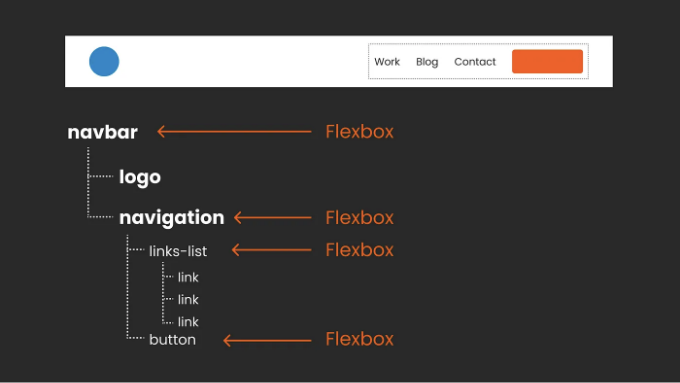 Work Blog Contact
navbar Flexbox
logo
navigation Flexbox
links-list Flexbox
link
link
link
button Flexbox